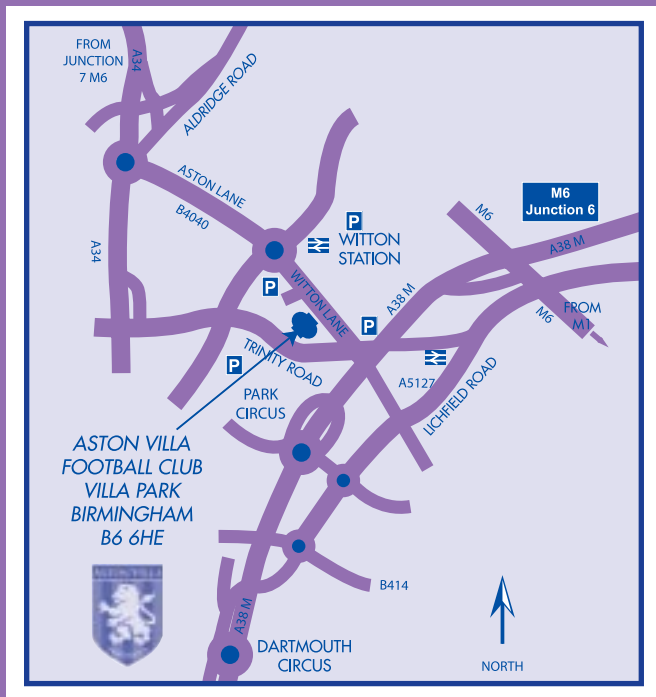 FROM
JUNCTION
7 M6
A34
ALDRIDGE ROAD
ASTON LANE
B4040
A34
P
WITTON
STATION
P
WITTON LANE
P
A38 M
M6
Junction 6
M6
A38 M
M6
FROM
M1
P
TRINITY ROAD
A5127
LICHFIELD ROAD
PARK
CIRCUS
ASTON VILLA
FOOTBALL CLUB
VILLA PARK
BIRMINGHAM
B6 6HE
ASTON VILLA
B414
A38 M
DARTMOUTH
CIRCUS
NORTH